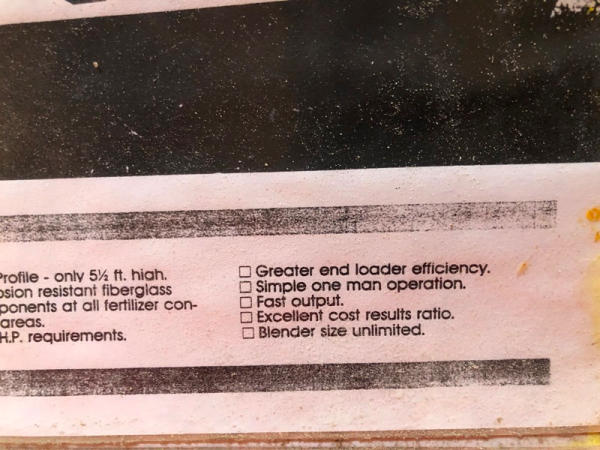 Profile - only 5½ ft. high.
osion resistant fiberglass
ponents at all fertilizer con-
areas.
H.P. requirements.
☐ Greater end loader efficiency.
☐ Simple one man operation.
☐ Fast output.
☐ Excellent cost results ratio.
☐ Blender size unlimited.